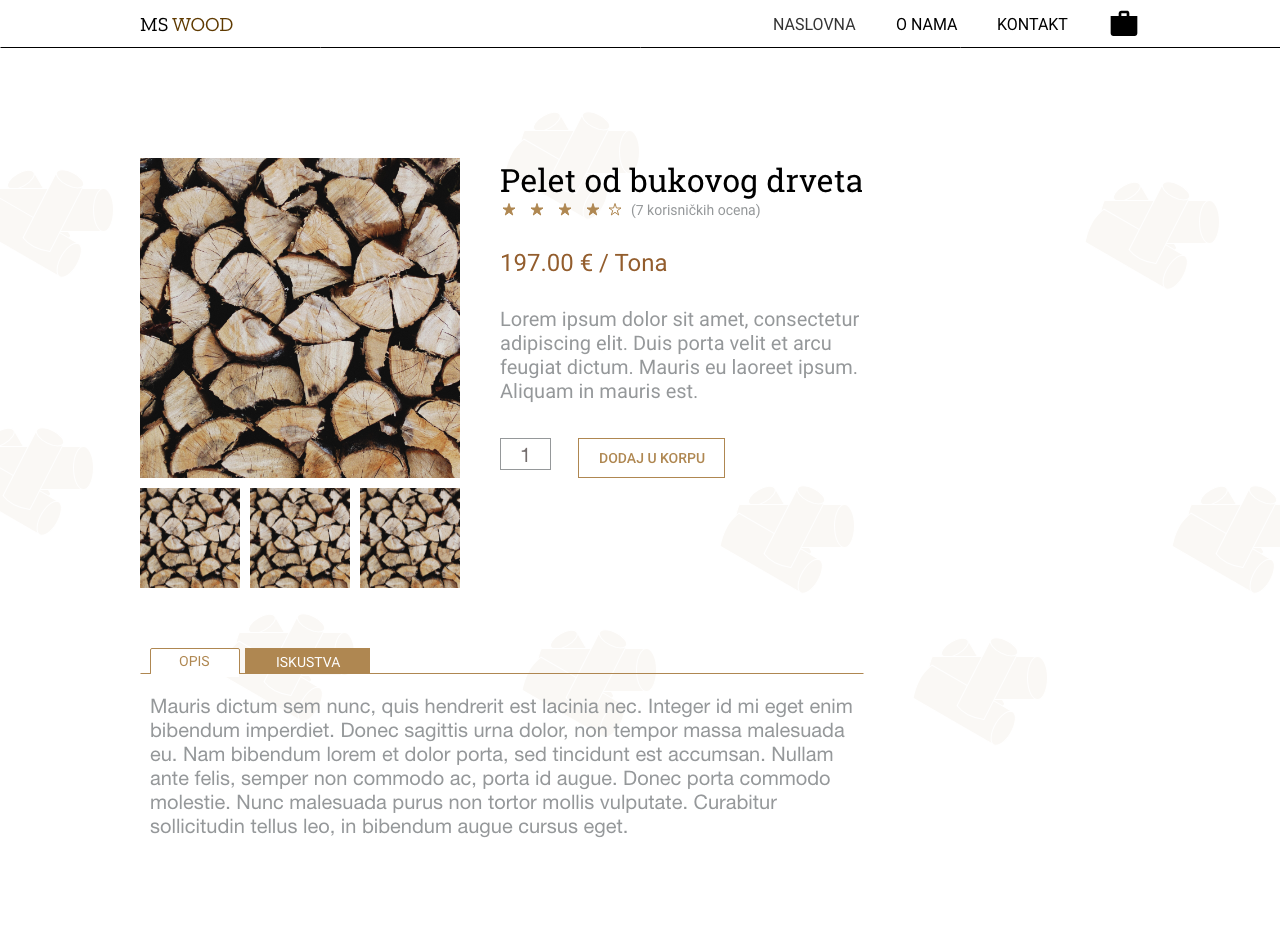 MS WOOD
NASLOVNA O NAMA KONTAKT
Pelet od bukovog drveta
(7 korisničkih ocena)
197.00 € / Tona
Lorem ipsum dolor sit amet, consectetur
adipiscing elit. Duis porta velit et arcu
feugiat dictum. Mauris eu laoreet ipsum.
Aliquam in mauris est.
1 DODAJ U KORPU
OPIS ISKUSTVA
Mauris dictum sem nunc, quis hendrerit est lacinia nec. Integer id mi eget enim
bibendum imperdiet. Donec sagittis urna dolor, non tempor massa malesuada
eu. Nam bibendum lorem et dolor porta, sed tincidunt est accumsan. Nullam
ante felis, semper non commodo ac, porta id augue. Donec porta commodo
molestie. Nunc malesuada purus non tortor mollis vulputate. Curabitur
sollicitudin tellus leo, in bibendum augue cursus eget.